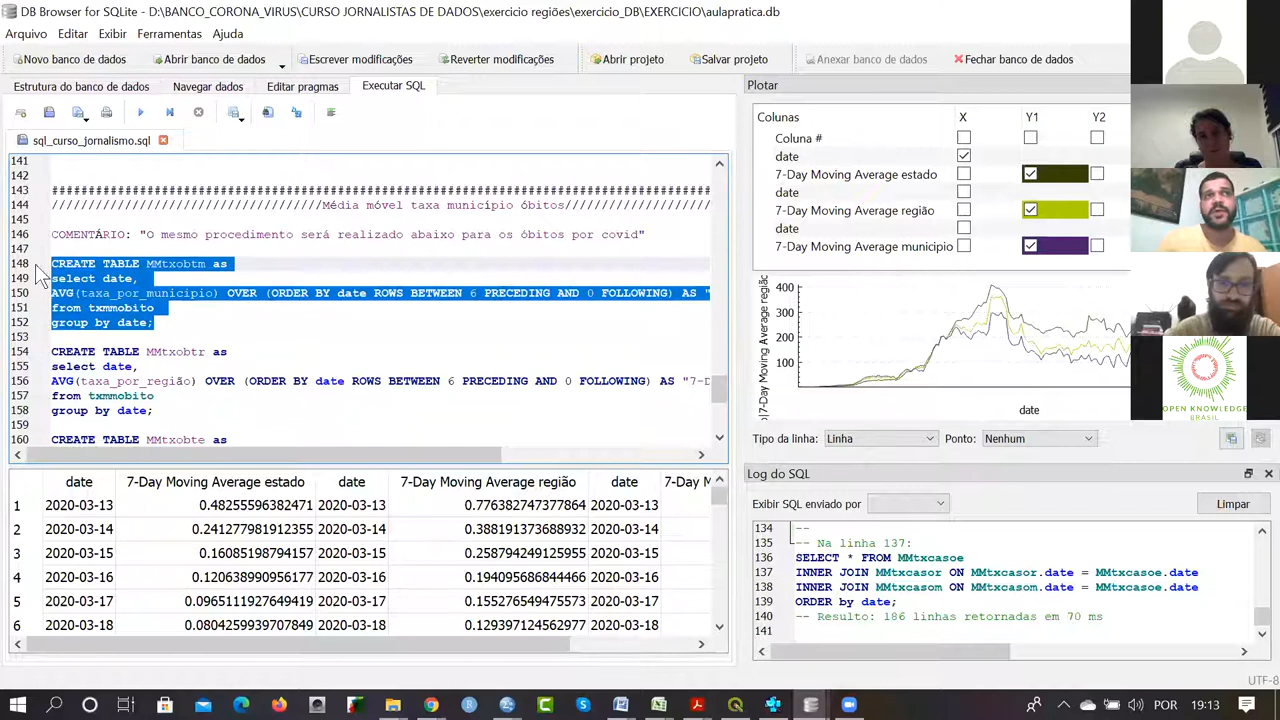 DB Browser for SQLite - D:\BANCO_CORONA_VIRUS\CURSO JORNALISTAS DE DADOS\exercicio regiões\exercicio_DB\EXERCICIO\aulapratica.db
Arquivo Editar Exibir Ferramentas Ajuda
Novo banco de dados Abrir banco de dados Escrever modificações Reverter modificações Abrir projeto Salvar projeto Anexar banco de dados Fechar banco de dados
Estrutura do banco de dados Navegar dados Editar pragmas Executar SQL
sql_curso_jornalismo.sql
141
142
143 ##########################################################################################
144 /////////////////////////////////////Média móvel taxa município óbitos////////////////////
145
146 COMENTÁRIO: "O mesmo procedimento será realizado abaixo para os óbitos por covid"
147
148 CREATE TABLE MMtxobtm as
149 select date,
150 AVG(taxa_por_municipio) OVER (ORDER BY date ROWS BETWEEN 6 PRECEDING AND 0 FOLLOWING) AS "
151 from txmmobito
152 group by date;
153
154 CREATE TABLE MMtxobtr as
155 select date,
156 AVG(taxa_por_região) OVER (ORDER BY date ROWS BETWEEN 6 PRECEDING AND 0 FOLLOWING) AS "7-D
157 from txmmobito
158 group by date;
159
160 CREATE TABLE MMtxobte as
date 7-Day Moving Average estado date 7-Day Moving Average região date 7-Day M
1 2020-03-13 0.48255596382471 2020-03-13 0.776382747377864 2020-03-13
2 2020-03-14 0.241277981912355 2020-03-14 0.388191373688932 2020-03-14
3 2020-03-15 0.16085198794157 2020-03-15 0.258794249125955 2020-03-15
4 2020-03-16 0.120638990956177 2020-03-16 0.194095686844466 2020-03-16
5 2020-03-17 0.0965111927649419 2020-03-17 0.155276549475573 2020-03-17
6 2020-03-18 0.0804259939707849 2020-03-18 0.129397124562977 2020-03-18
Plotar
Colunas X Y1 Y2
Coluna #
date
7-Day Moving Average estado
date
7-Day Moving Average região
7-Day Moving Average municipio
400
300
200
100
o|7-Day Moving Average regiãc
date
Tipo da linha: Linha Ponto: Nenhum
Log do SQL
Exibir SQL enviado por Limpar
134 --
135 -- Na linha 137:
136 SELECT * FROM MMtxcasoe
137 INNER JOIN MMtxcasor ON MMtxcasor.date = MMtxcasoe.date
138 INNER JOIN MMtxcasom ON MMtxcasom.date = MMtxcasoe.date
139 ORDER by date;
140 -- Resulto: 186 linhas retornadas em 70 ms
141
UTF-8
OPEN KNOWLEDGE
BRASIL
19:13